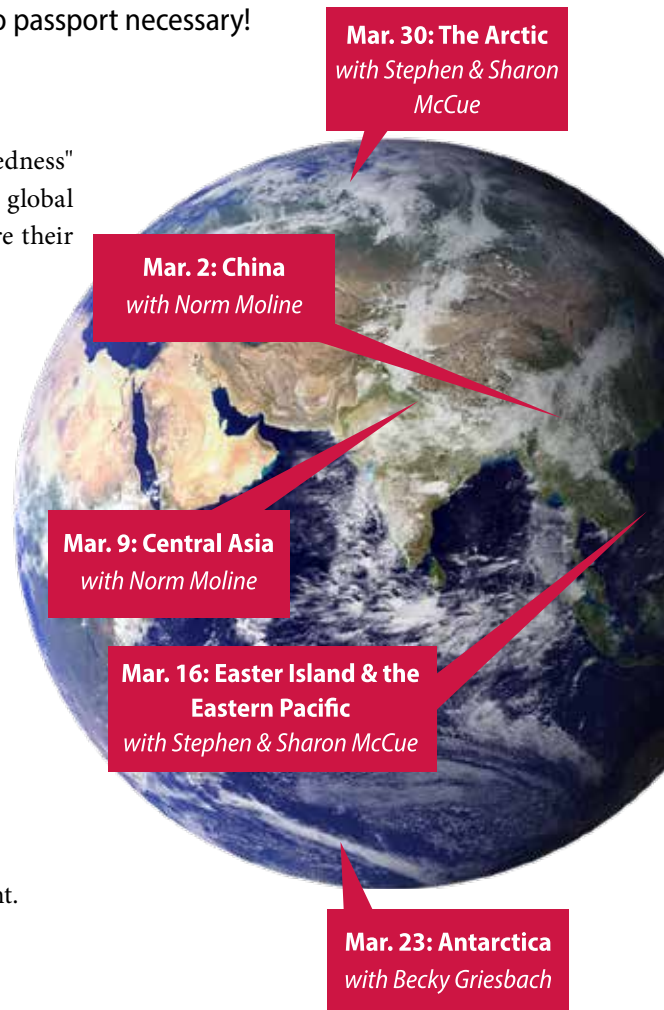 passport necessary!
Mar. 30: The Arctic
with Stephen & Sharon
McCue
global
their
Mar. 2: China
with Norm Moline
Mar. 9: Central Asia
with Norm Moline
Mar. 16: Easter Island & the
Eastern Pacific
with Stephen & Sharon McCue
Mar. 23: Antarctica
with Becky Griesbach